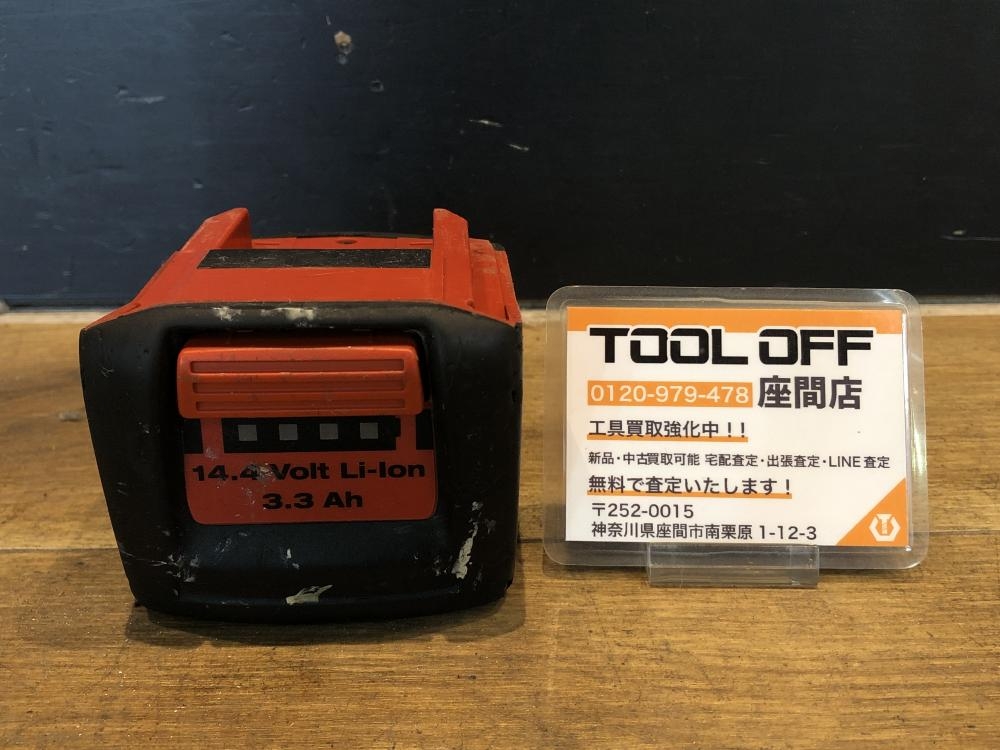 14.4 Volt Li-Ion
3.3 Ah
TOOL OFF
0120-979-478 座間店
工具買取強化中!!
新品・中古買取可能 宅配査定・出張査定・LINE査定
無料で査定いたします!
〒252-0015
神奈川県座間市南栗原 1-12-3